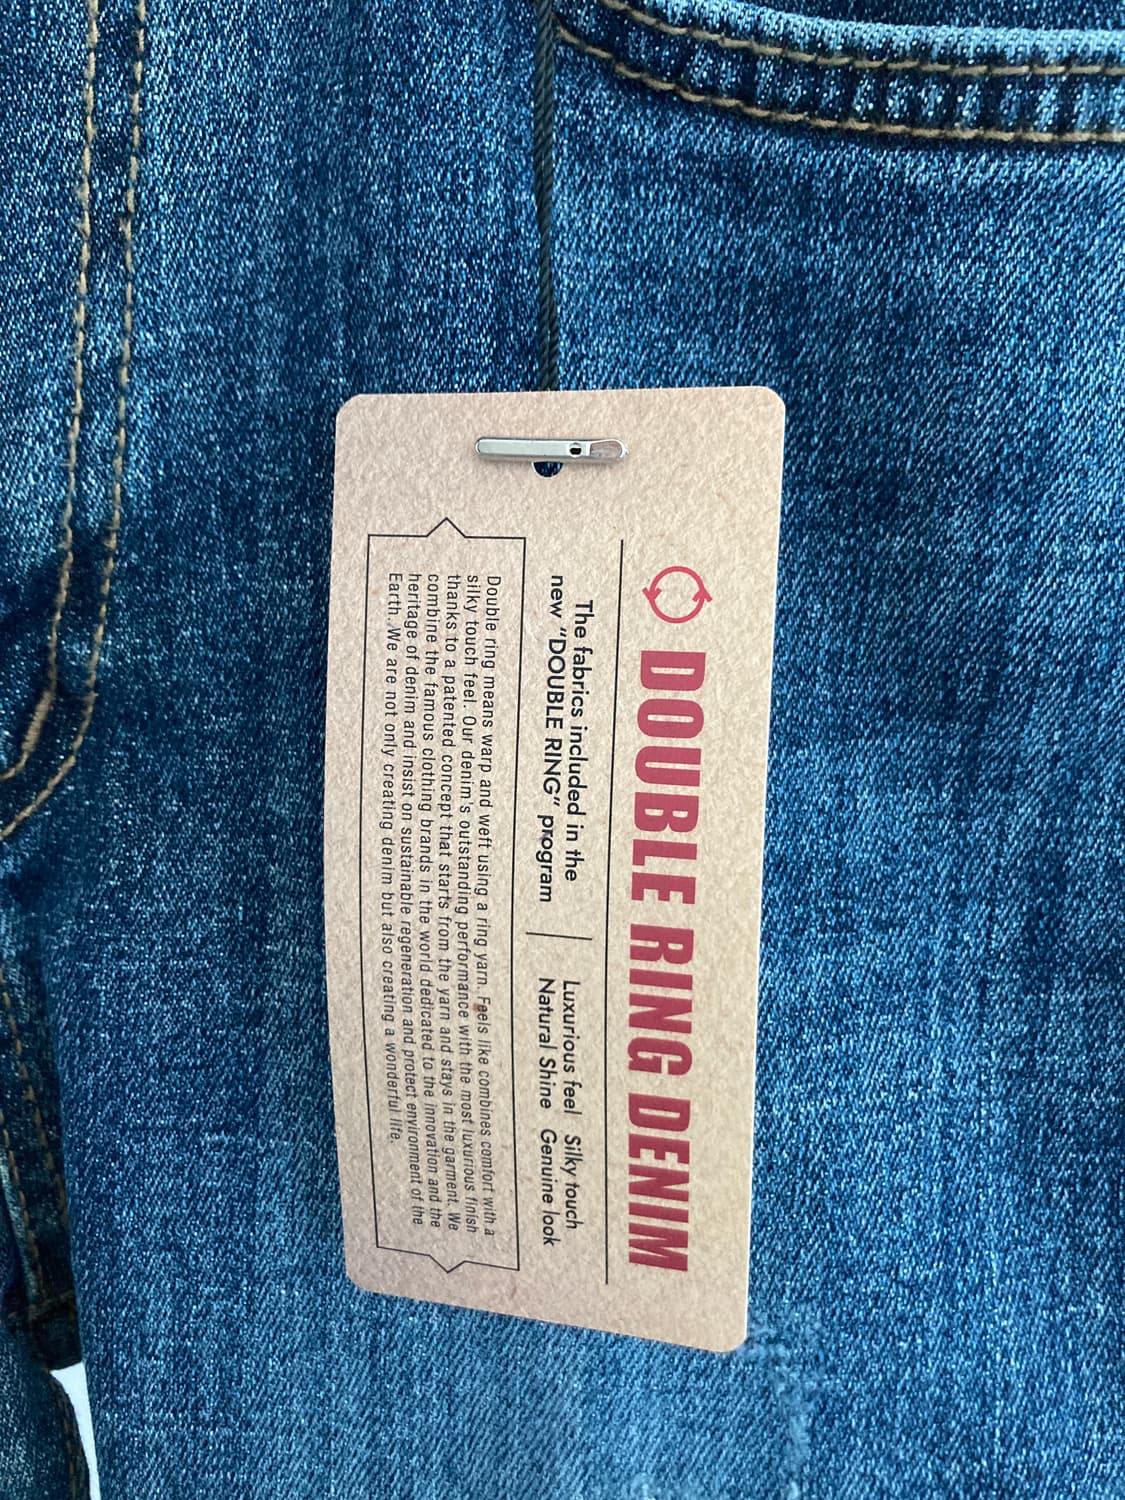 DOUBLE RING DENIM
The fabrics included in the
new "DOUBLE RING" program
Luxurious feel Silky touch
Natural Shine Genuine look
Double ring means warp and weft using a ring yarn. Feels like combines comfort with a
silky touch feel. Our denim's outstanding performance with the most luxurious finish
thanks to a patented concept that starts from the yarn and stays in the garment. We
combine the famous clothing brands in the world dedicated to the innovation and the
heritage of denim and insist on sustainable regeneration and protect environment of the
Earth. We are not only creating denim but also creating a wonderful life.